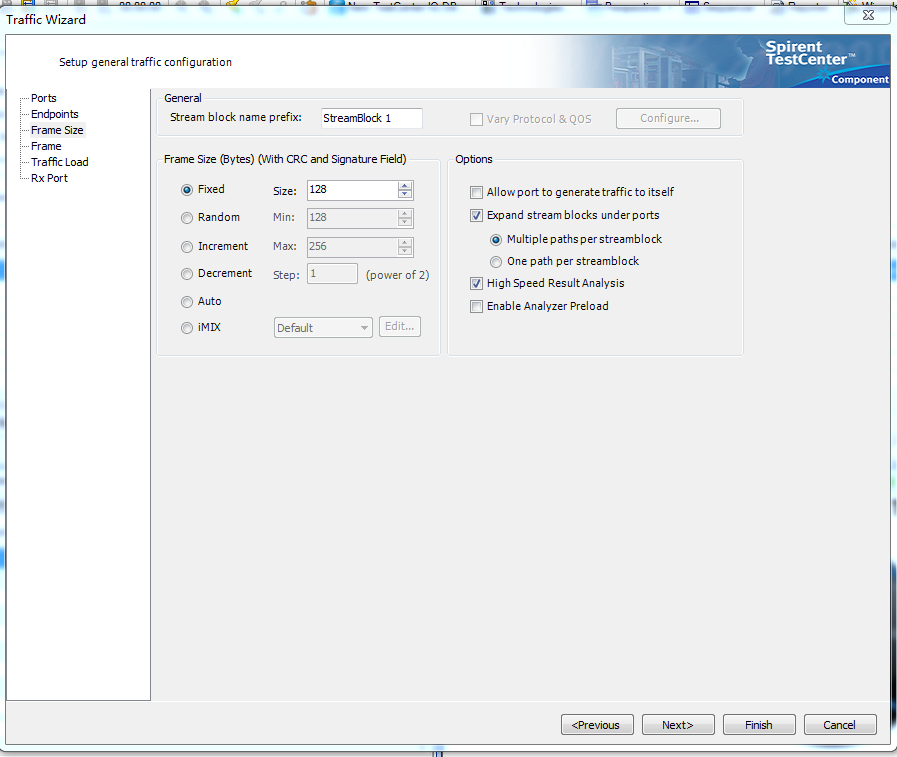 Traffic Wizard
Setup general traffic configuration
Spirent
TestCenter™
Component
Ports
Endpoints
Frame Size
Frame
Traffic Load
Rx Port
General
Stream block name prefix: StreamBlock 1 Vary Protocol & QOS Configure...
Frame Size (Bytes) (With CRC and Signature Field)
Fixed Size: 128
Random Min: 128
Increment Max: 256
Decrement Step: 1 (power of 2)
Auto
iMIX Default Edit...
Options
Allow port to generate traffic to itself
Expand stream blocks under ports
Multiple paths per streamblock
One path per streamblock
High Speed Result Analysis
Enable Analyzer Preload
<Previous Next> Finish Cancel